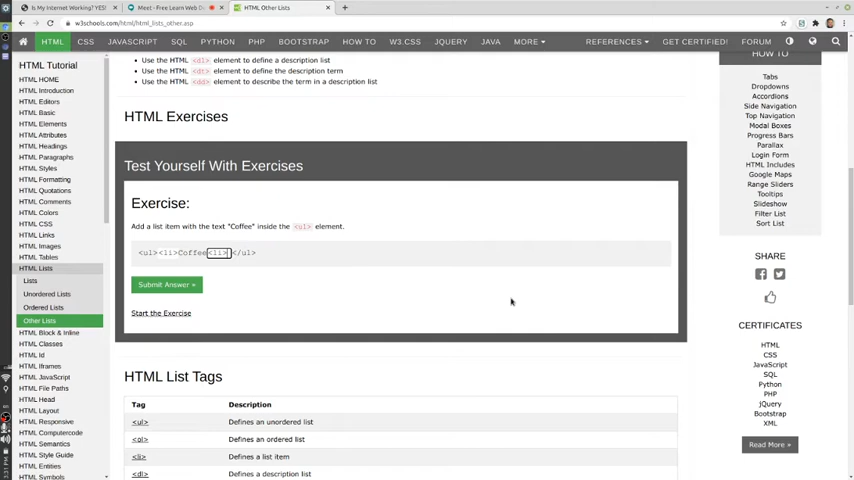 Is My Internet Working? YES!
Meet - Free Learn Web D
HTML Other Lists
w3schools.com/html/html_lists_other.asp
HTML CSS JAVASCRIPT SQL PYTHON PHP BOOTSTRAP HOW TO W3.CSS JQUERY JAVA MORE REFERENCES GET CERTIFIED! FORUM
HTML Tutorial
HTML HOME
HTML Introduction
HTML Editors
HTML Basic
HTML Elements
HTML Attributes
HTML Headings
HTML Paragraphs
HTML Styles
HTML Formatting
HTML Quotations
HTML Comments
HTML Colors
HTML CSS
HTML Links
HTML Images
HTML Tables
HTML Lists
Lists
Unordered Lists
Ordered Lists
Other Lists
HTML Block & Inline
HTML Classes
HTML Id
HTML Iframes
HTML JavaScript
HTML File Paths
HTML Head
HTML Layout
HTML Responsive
HTML Computercode
HTML Semantics
HTML Style Guide
HTML Entities
HTML Symbols
Use the HTML <dl> element to define a description list
Use the HTML <dt> element to define the description term
Use the HTML <dd> element to describe the term in a description list
HTML Exercises
Test Yourself With Exercises
Exercise:
Add a list item with the text "Coffee" inside the <ul> element.
<ul><li>Coffee<li> </ul>
Submit Answer »
Start the Exercise
HTML List Tags
Tag Description
<ul> Defines an unordered list
<ol> Defines an ordered list
<li> Defines a list item
<dl> Defines a description list
HOW TO
Tabs
Dropdowns
Accordions
Side Navigation
Top Navigation
Modal Boxes
Progress Bars
Parallax
Login Form
HTML Includes
Google Maps
Range Sliders
Tooltips
Slideshow
Filter List
Sort List
SHARE
CERTIFICATES
HTML
CSS
JavaScript
SQL
Python
PHP
jQuery
Bootstrap
XML
Read More »
3:31 PM